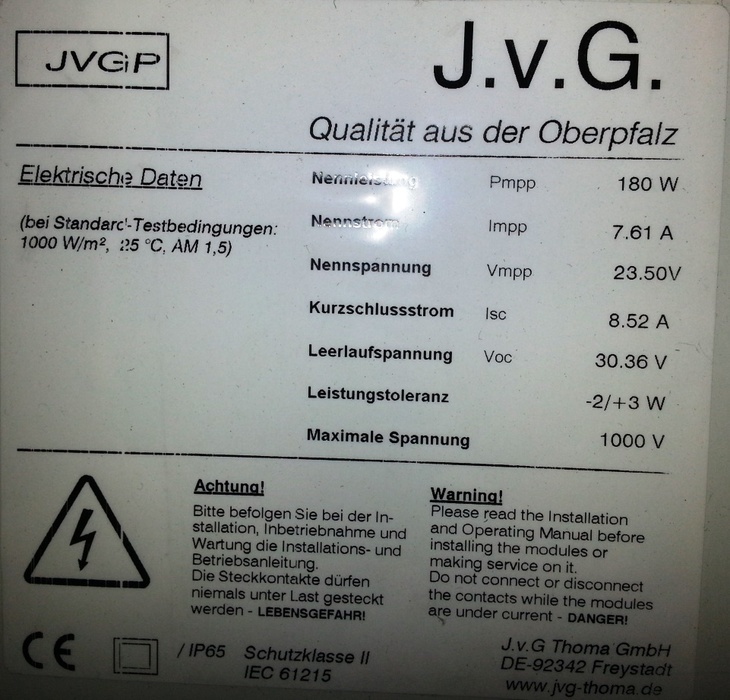 JVGiP
J.v.G.
Qualität aus der Oberpfalz
Elektrische Daten
(bei Standard-Testbedingungen:
1000 W/m², 25 °C, AM 1,5)
Nennleistung Pmpp 180 W
Nennstrom Impp 7.61 A
Nennspannung Vmpp 23.50V
Kurzschlussstrom Isc 8.52 A
Leerlaufspannung Voc 30.36 V
Leistungstoleranz -2/+3 W
Maximale Spannung 1000 V
Achtung!
Bitte befolgen Sie bei der In-
stallation, Inbetriebnahme und
Wartung die Installations- und
Betriebsanleitung.
Die Steckkontakte dürfen
niemals unter Last gesteckt
werden - LEBENSGEFAHR!
Warning!
Please read the Installation
and Operating Manual before
installing the modules or
making service on it.
Do not connect or disconnect
the contacts while the modules
are under current - DANGER!
CE
/ IP65 Schutzklasse II
IEC 61215
J.v.G Thoma GmbH
DE-92342 Freystadt
www.jvg-thoma.de